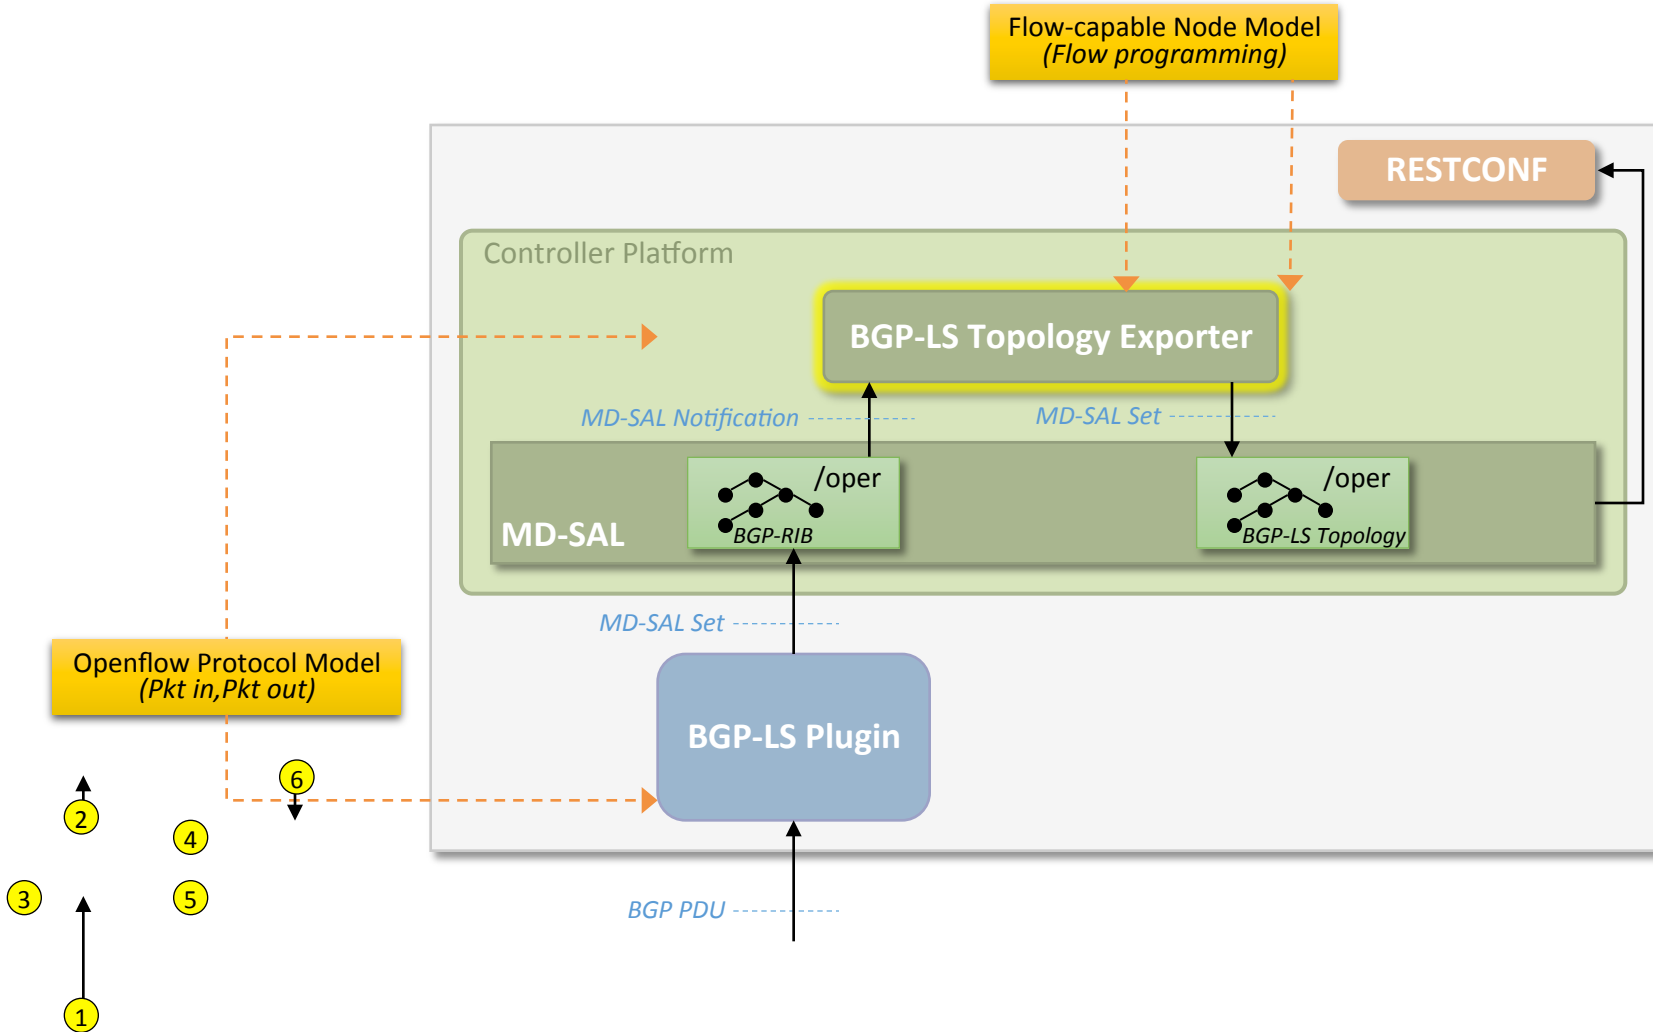 Flow-capable Node Model
(Flow programming)
RESTCONF
Controller Platform
BGP-LS Topology Exporter
MD-SAL Notification
MD-SAL Set
/oper
/oper
MD-SAL
BGP-RIB
BGP-LS Topology
MD-SAL Set
Openflow Protocol Model
(Pkt in,Pkt out)
BGP-LS Plugin
6
2
4
3
5
BGP PDU
1